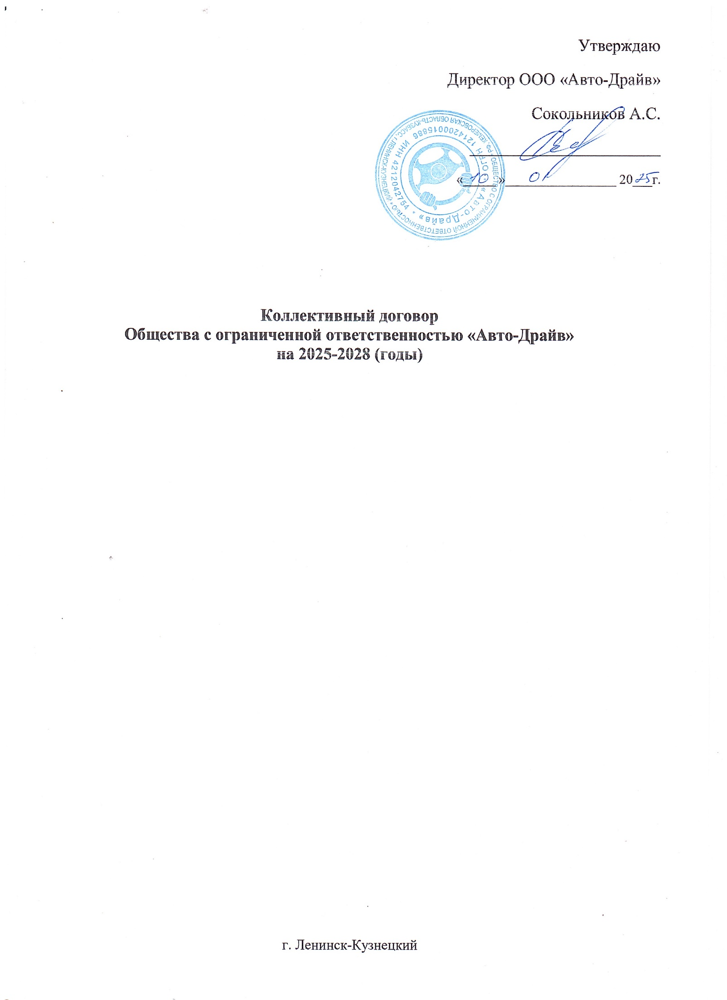 Утверждаю
Директор ООО «Авто-Драйв»
Сокольников А.С.
«10» 01 2025г.
РФ, КЕМЕРОВСКАЯ ОБЛАСТЬ-КУЗБАСС, г.ЛЕНИНСК-КУЗНЕЦКИЙ * ОБЩЕСТВО С ОГРАНИЧЕННОЙ ОТВЕТСТВЕННОСТЬЮ
ИНН 4212042754 * ОГРН 1214200015886
* «Авто-Драйв» *
Коллективный договор
Общества с ограниченной ответственностью «Авто-Драйв»
на 2025-2028 (годы)
г. Ленинск-Кузнецкий